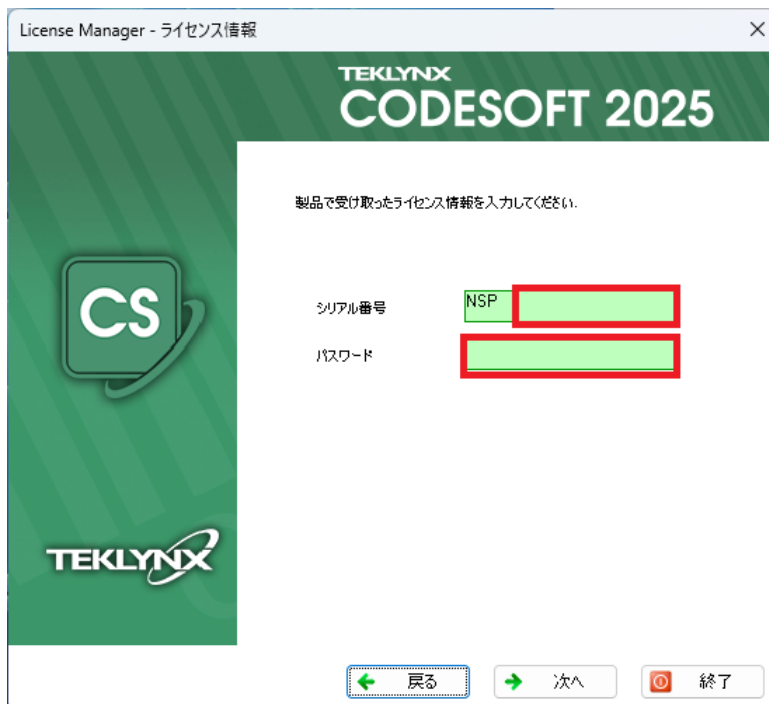 License Manager - ライセンス情報
TEKLYNX
CODESOFT 2025
製品で受け取ったライセンス情報を入力してください.
CS
シリアル番号 NSP
パスワード
TEKLYNX
戻る 次へ 終了